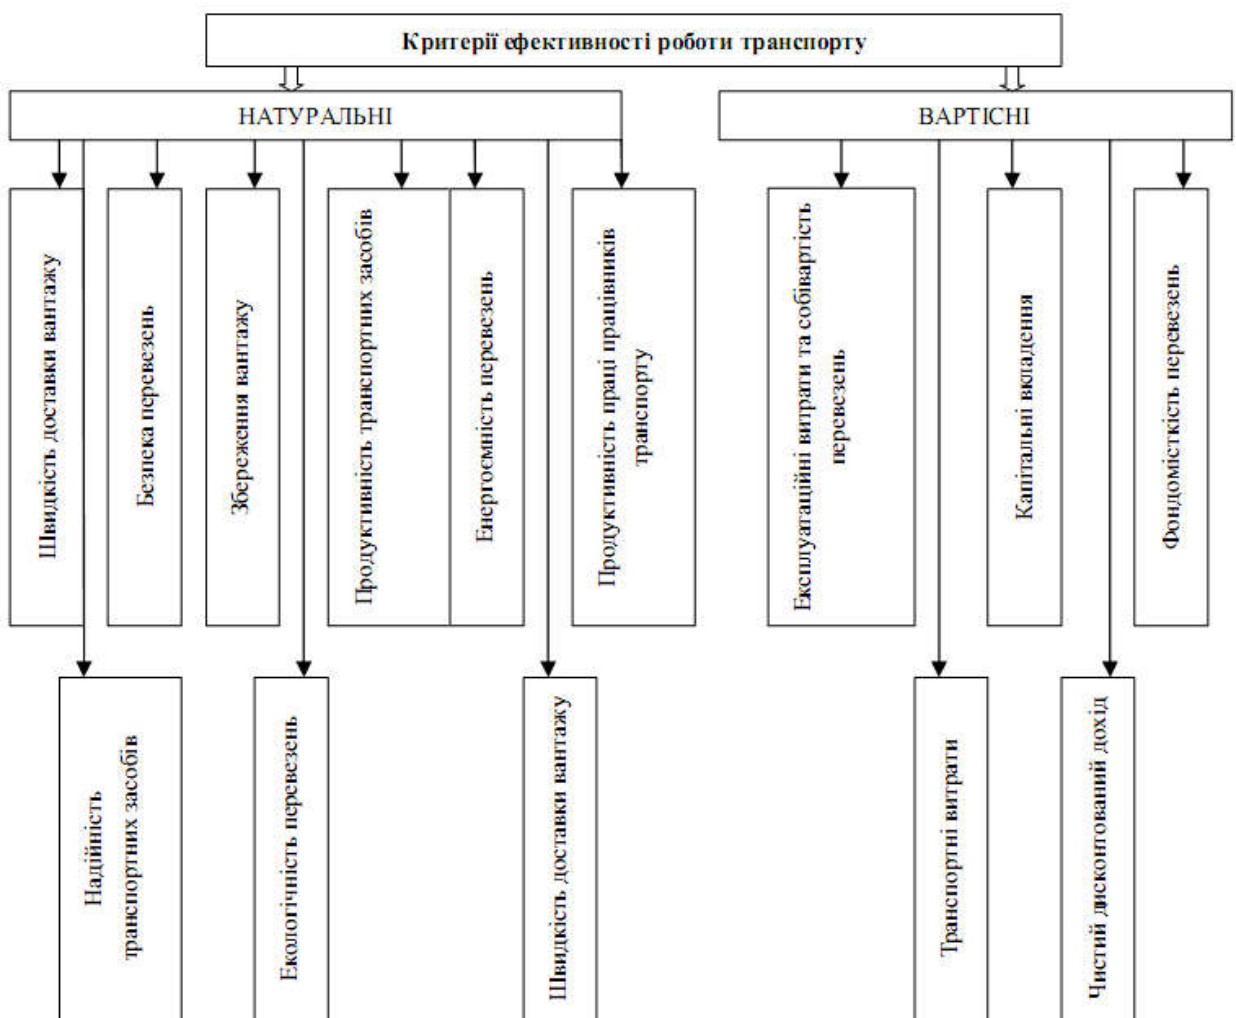 Критерії ефективності роботи транспорту
НАТУРАЛЬНІ
ВАРТІСНІ
Швидкість доставки вантажу
Безпека перевезень
Збереження вантажу
Продуктивність транспортних засобів
Енергоємність перевезень
Продуктивність праці працівників
транспорту
Експлуатаційні витрати та собівартість
перевезень
Капітальні вкладення
Фондомісткість перевезень
Надійність
транспортних засобів
Екологічність перевезень
Швидкість доставки вантажу
Транспортні витрати
Чистий дисконтований дохід